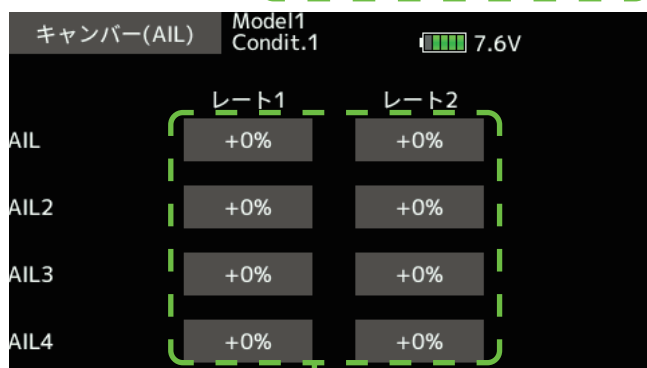 キャンバー(AIL)
Model1
Condit.1
7.6V
レート1 レート2
AIL +0% +0%
AIL2 +0% +0%
AIL3 +0% +0%
AIL4 +0% +0%